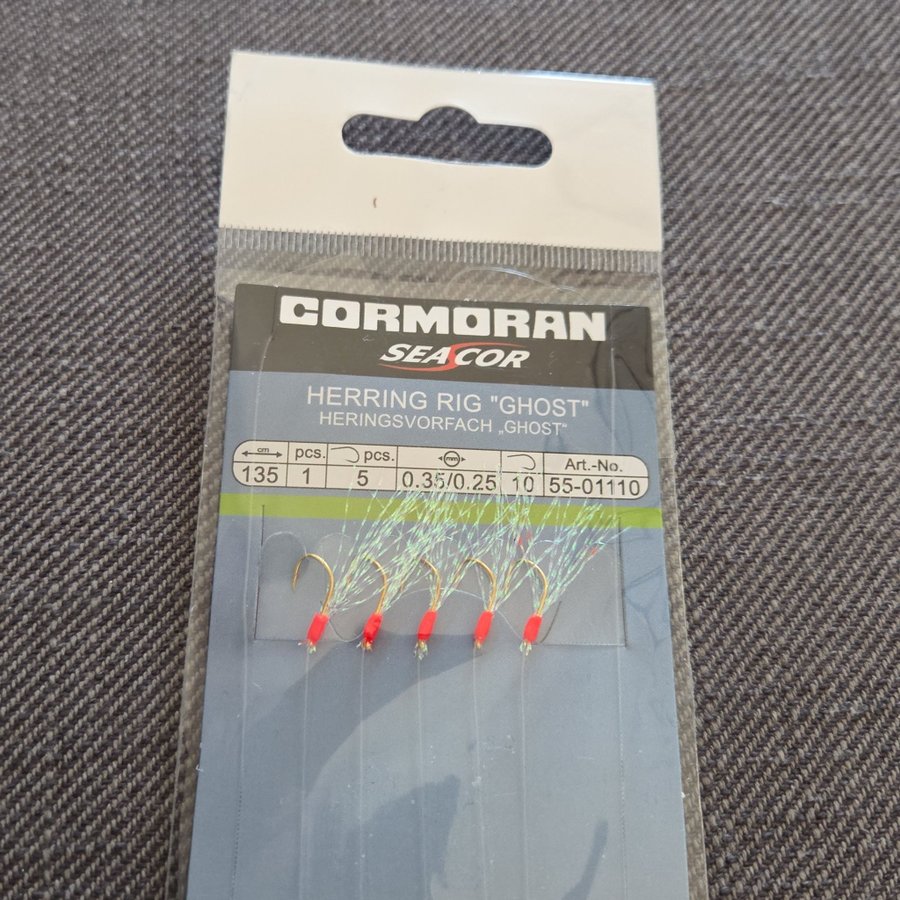 CORMORAN
SEACOR
HERRING RIG "GHOST"
HERINGSVORFACH „GHOST“
cm pcs. pcs. mm Art.-No.
135 1 5 0.35/0.25 10 55-01110